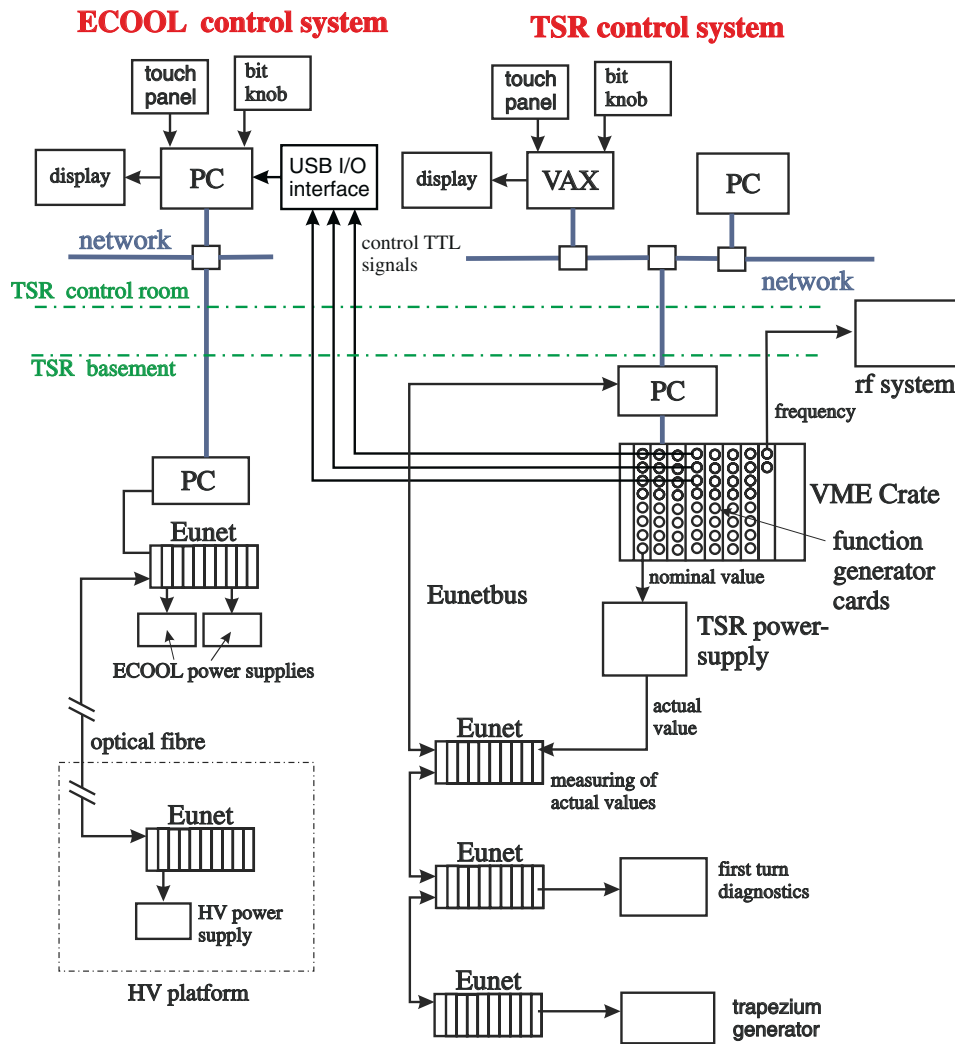 ECOOL control system
TSR control system
touch
panel
bit
knob
touch
panel
bit
knob
display
PC
USB I/O
interface
display
VAX
PC
network
control TTL
signals
network
TSR control room
TSR basement
rf system
PC
frequency
PC
VME Crate
Eunet
function
generator
cards
nominal value
Eunetbus
TSR power-
supply
ECOOL power supplies
actual
value
optical fibre
Eunet
measuring of
actual values
Eunet
Eunet
first turn
diagnostics
HV power
supply
HV platform
Eunet
trapezium
generator